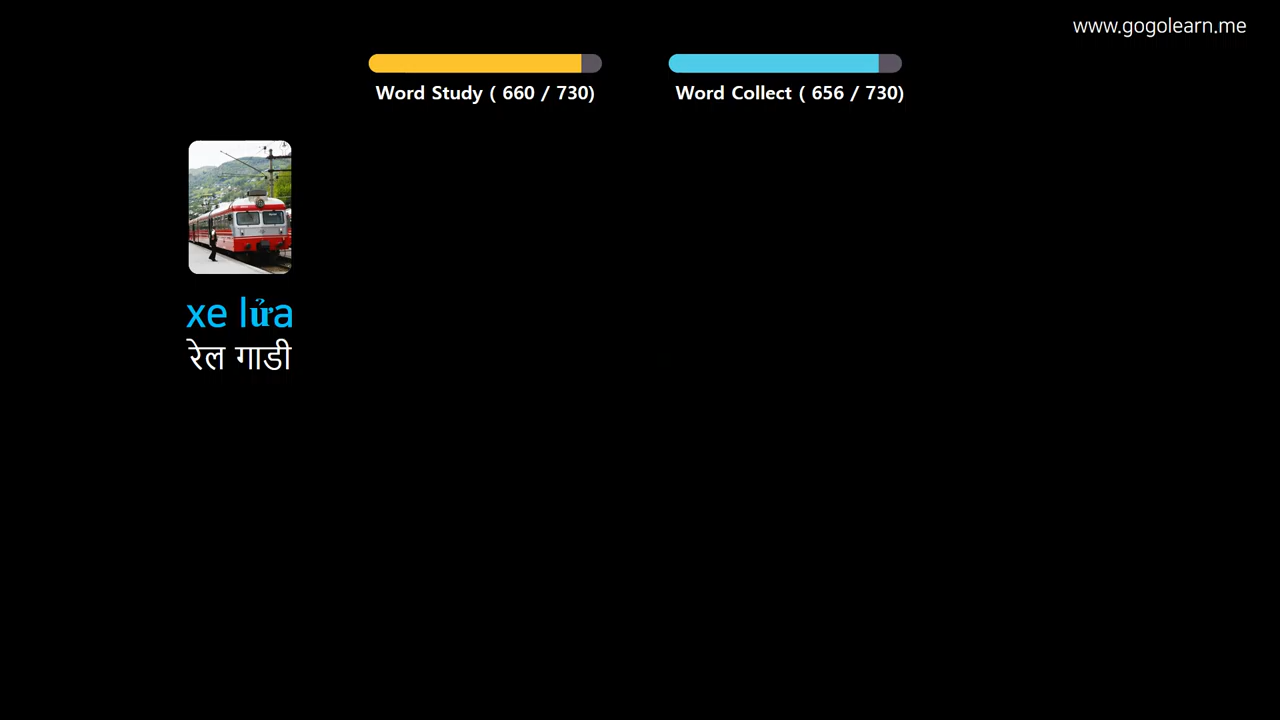 www.gogolearn.me
Word Study ( 660 / 730)
Word Collect ( 656 / 730)
xe lửa
रेल गाडी